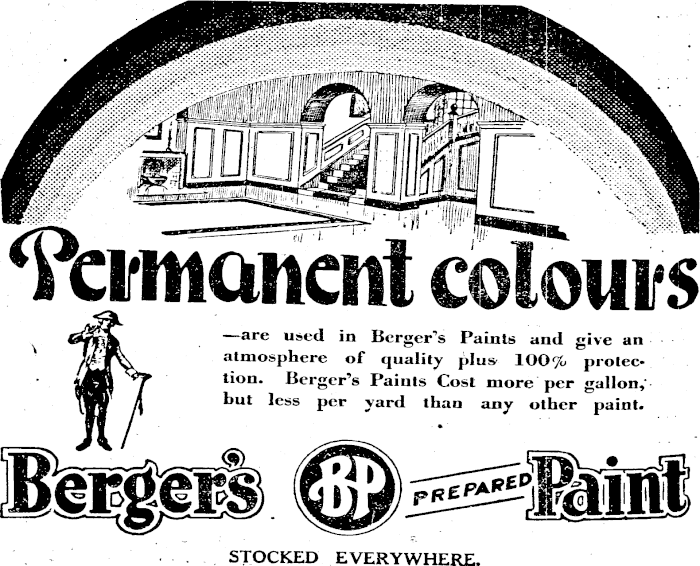 Permanent colours
—are used in Berger's Paints and give an
atmosphere of quality plus 100% protec-
tion. Berger's Paints Cost more per gallon,
but less per yard than any other paint.
Berger's BP PREPARED Paint
STOCKED EVERYWHERE.